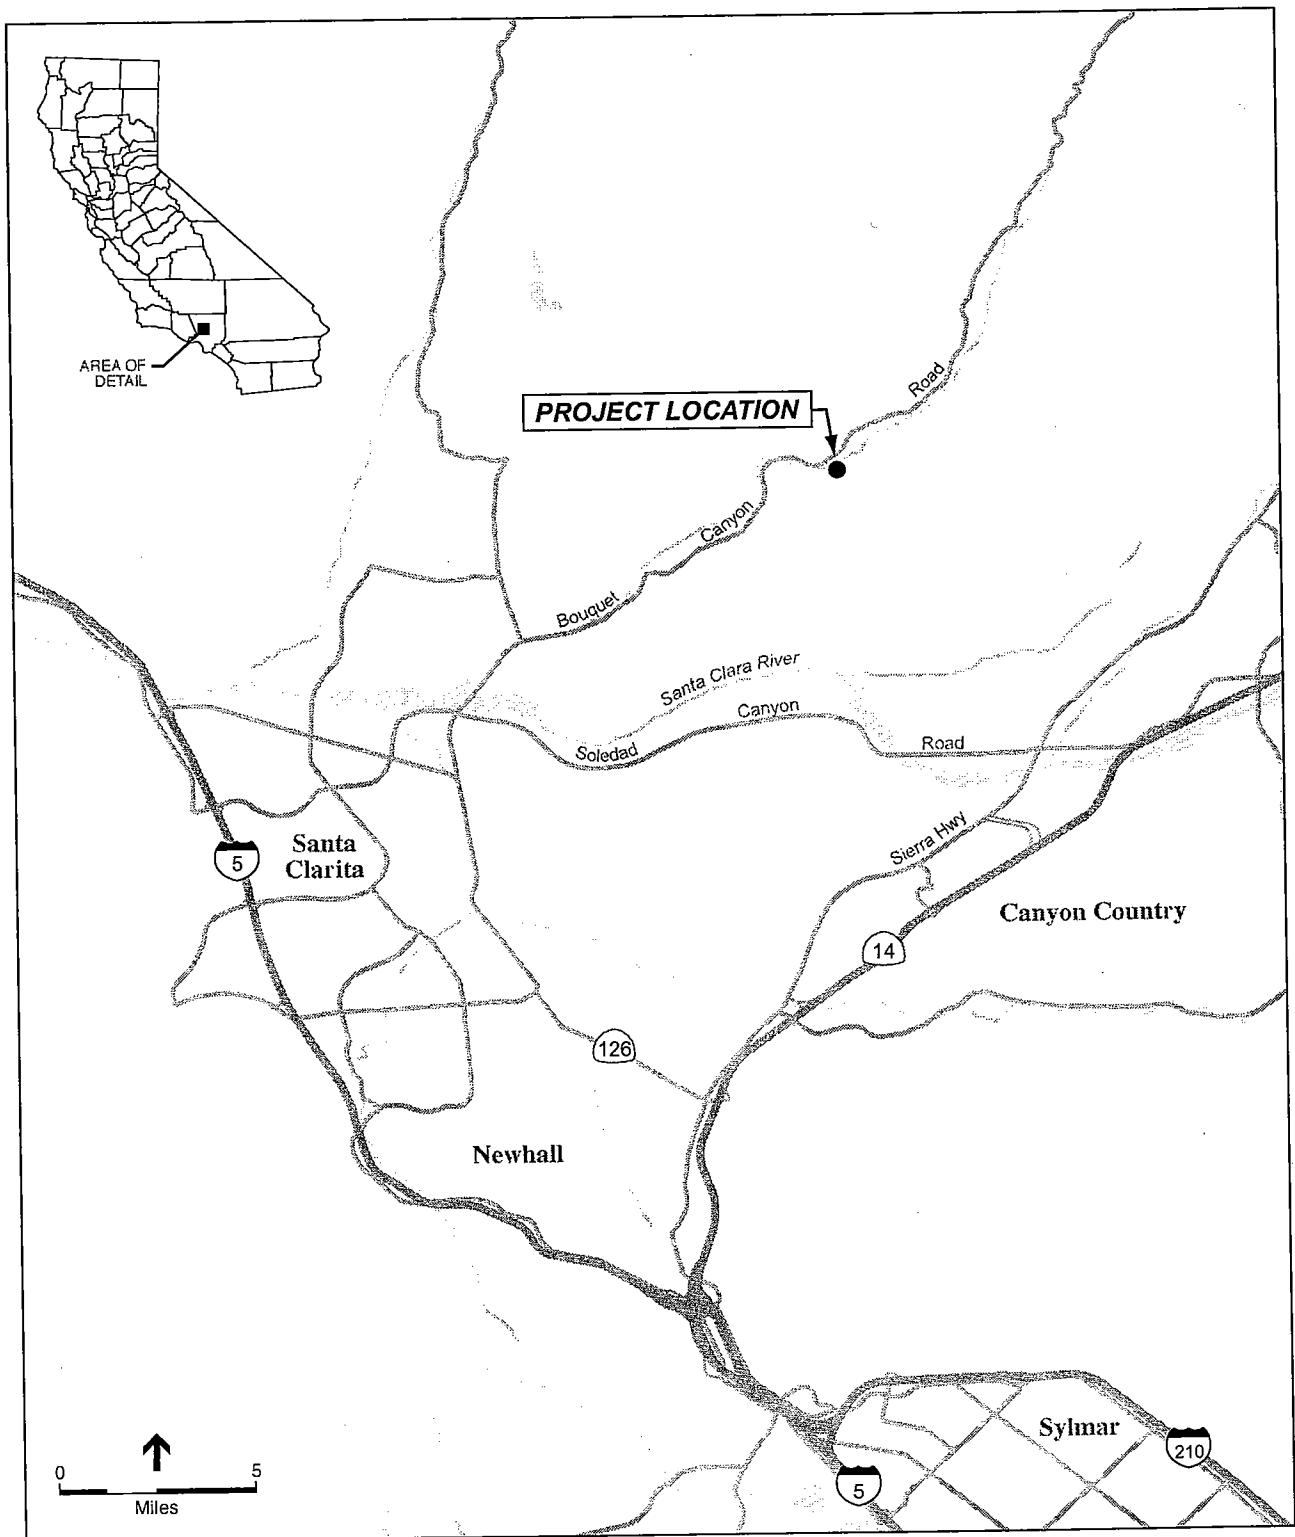 AREA OF
DETAIL
PROJECT LOCATION
Road
Canyon
Bouquet
Santa Clara River
Canyon
Soledad
Road
Sierra Hwy
Santa
Clarita
5
Canyon Country
14
126
Newhall
Sylmar
210
5
0 5
Miles